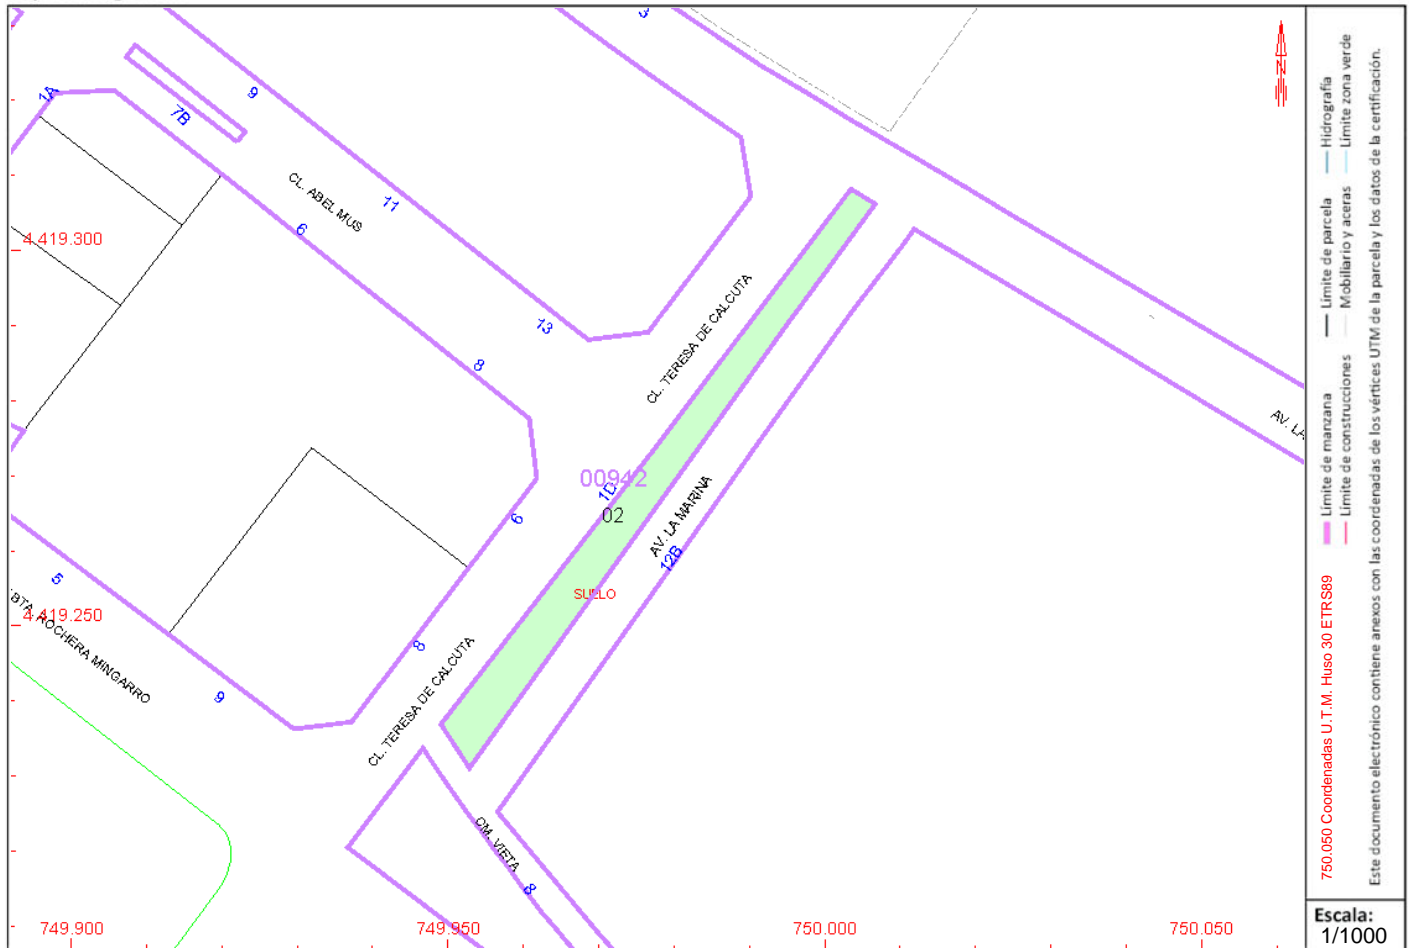 3
1A
9
7B
CL. ABEL MUS
11
6
4.419.300
13
8
CL. TERESA DE CALCUTA
AV. LA
00942
1D
02
AV. LA MARINA
12B
6
SUELO
5
4.419.250
ROCHERA MINGARRO
8
9
CL. TERESA DE CALCUTA
CM. VIETA
8
749.900
749.950
750.000
750.050
N
750.050 Coordenadas U.T.M. Huso 30 ETRS89
Límite de manzana
Límite de parcela
Hidrografía
Límite de construcciones
Mobiliario y aceras
Límite zona verde
Este documento electrónico contiene anexos con las coordenadas de los vértices UTM de la parcela y los datos de la certificación.
Escala:
1/1000